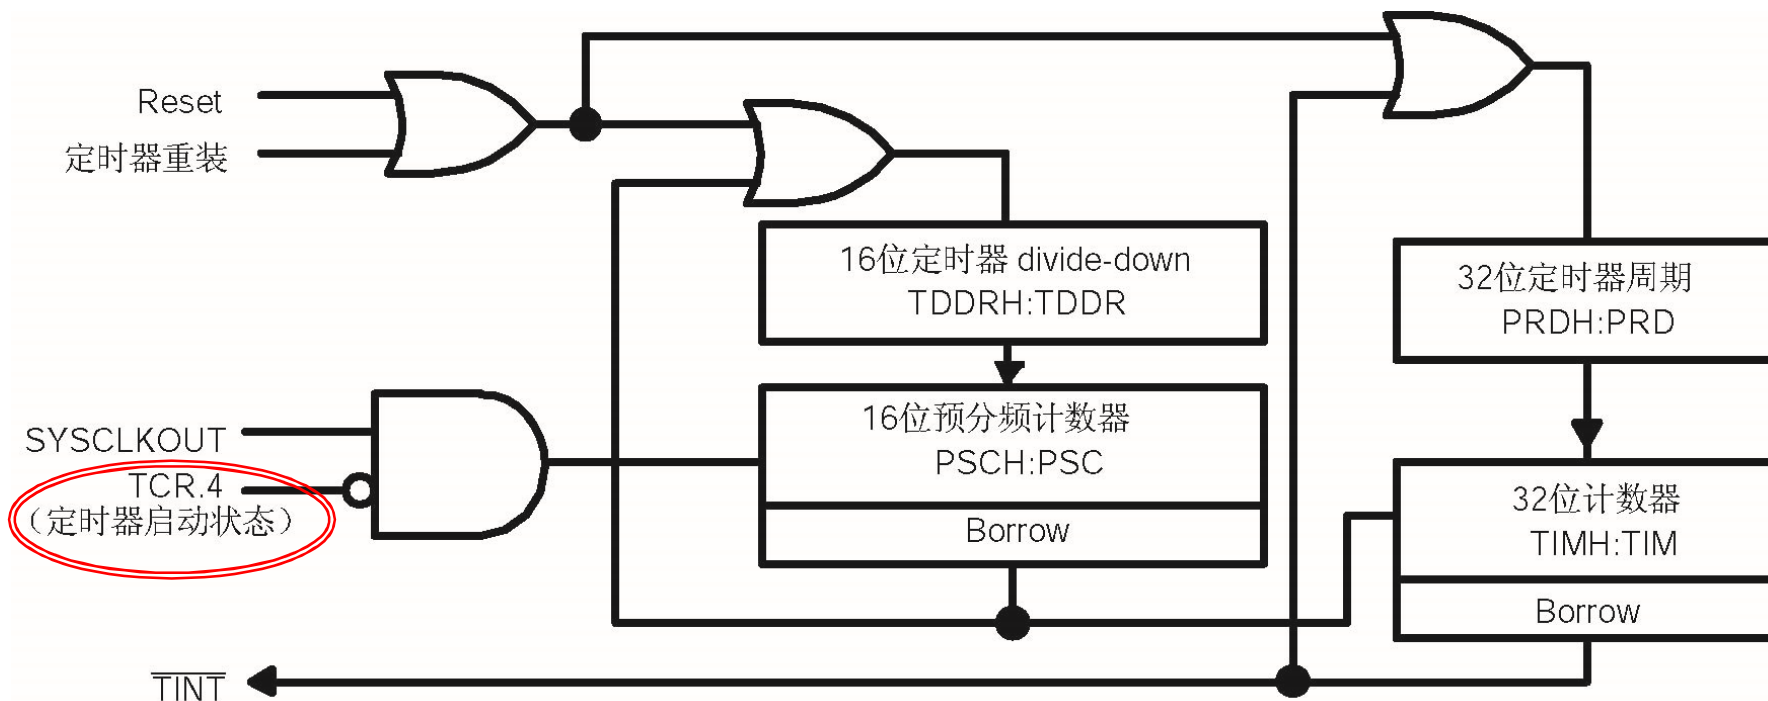 Reset
定时器重装
16位定时器 divide-down
TDDRH:TDDR
32位定时器周期
PRDH:PRD
SYSCLKOUT
TCR.4
（定时器启动状态）
16位预分频计数器
PSCH:PSC
Borrow
32位计数器
TIMH:TIM
Borrow
TINT